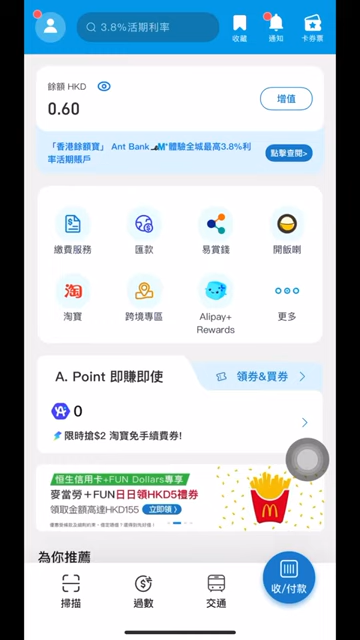 3.8%活期利率
收藏
通知
卡券票
餘額 HKD
0.60
增值
「香港餘額寶」 Ant Bank 體驗全城最高3.8%利
率活期賬戶
點擊查閱>
繳費服務
匯款
易賞錢
開飯喇
淘
淘寶
跨境專區
Alipay+
Rewards
更多
A. Point 即賺即使
領券&買券
0
限時搶$2 淘寶免手續費券!
恒生信用卡+FUN Dollars專享
麥當勞+FUN日日領HKD5禮券
領取金額高達HKD155
立即領 〉
為你推薦
掃描
過數
交通
收/付款